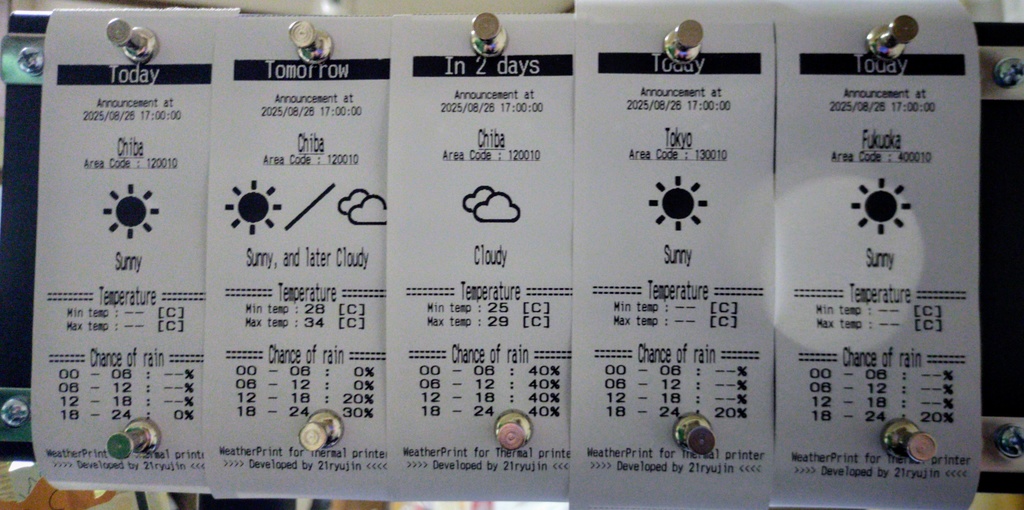 Today
Announcement at
2025/08/26 17:00:00
Chiba
Area Code : 120010
Sunny
======= Temperature =======
Min temp : -- [C]
Max temp : -- [C]
====== Chance of rain ======
00 - 06 : --%
06 - 12 : --%
12 - 18 : --%
18 - 24 : 0%
WeatherPrint for Thermal printe
>>>> Developed by 21ryujin <<<<
Tomorrow
Announcement at
2025/08/26 17:00:00
Chiba
Area Code : 120010
Sunny, and later Cloudy
======= Temperature =======
Min temp : 28 [C]
Max temp : 34 [C]
====== Chance of rain ======
00 - 06 : 0%
06 - 12 : 0%
12 - 18 : 20%
18 - 24 : 30%
WeatherPrint for Thermal printe
>>>> Developed by 21ryujin <<<<
In 2 days
Announcement at
2025/08/26 17:00:00
Chiba
Area Code : 120010
Cloudy
======= Temperature =======
Min temp : 25 [C]
Max temp : 29 [C]
====== Chance of rain ======
00 - 06 : 40%
06 - 12 : 40%
12 - 18 : 40%
18 - 24 : 40%
WeatherPrint for Thermal printe
>>>> Developed by 21ryujin <<<<
Today
Announcement at
2025/08/26 17:00:00
Tokyo
Area Code : 130010
Sunny
======= Temperature =======
Min temp : -- [C]
Max temp : -- [C]
====== Chance of rain ======
00 - 06 : --%
06 - 12 : --%
12 - 18 : --%
18 - 24 : 20%
WeatherPrint for Thermal printe
>>>> Developed by 21ryujin <<<<
Today
Announcement at
2025/08/26 17:00:00
Fukuoka
Area Code : 400010
Sunny
======= Temperature =======
Min temp : -- [C]
Max temp : -- [C]
====== Chance of rain ======
00 - 06 : --%
06 - 12 : --%
12 - 18 : --%
18 - 24 : 20%
WeatherPrint for Thermal printer
>>>> Developed by 21ryujin <<<<